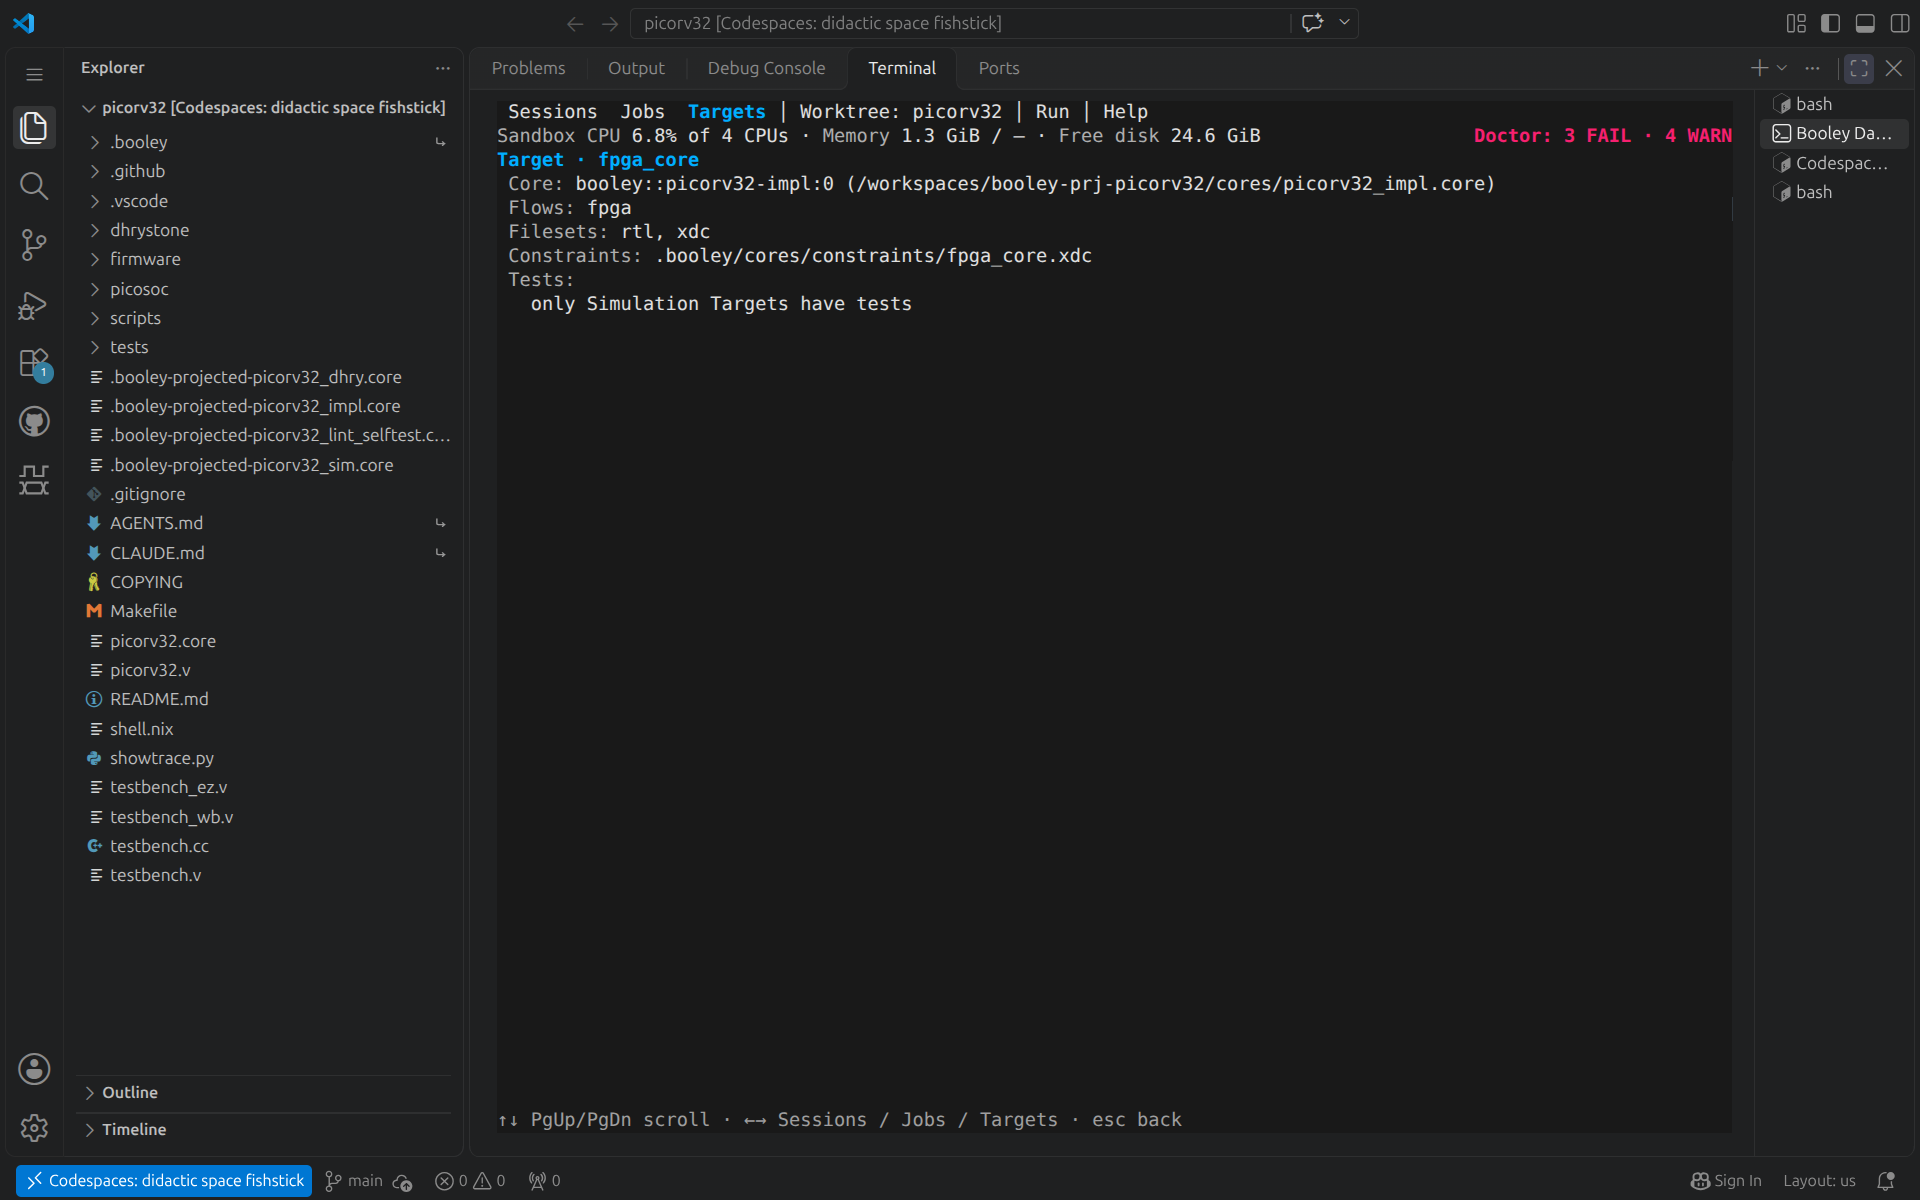 picorv32 [Codespaces: didactic space fishstick]
Explorer
picorv32 [Codespaces: didactic space fishstick]
.booley
.github
.vscode
dhrystone
firmware
picosoc
scripts
tests
.booley-projected-picorv32_dhry.core
.booley-projected-picorv32_impl.core
.booley-projected-picorv32_lint_selftest.c…
.booley-projected-picorv32_sim.core
.gitignore
AGENTS.md
CLAUDE.md
COPYING
Makefile
picorv32.core
picorv32.v
README.md
shell.nix
showtrace.py
testbench_ez.v
testbench_wb.v
testbench.cc
testbench.v
Outline
Timeline
1
Problems Output Debug Console Terminal Ports
Sessions Jobs Targets | Worktree: picorv32 | Run | Help
Sandbox CPU 6.8% of 4 CPUs · Memory 1.3 GiB / — · Free disk 24.6 GiB Doctor: 3 FAIL · 4 WARN
Target · fpga_core
Core: booley::picorv32-impl:0 (/workspaces/booley-prj-picorv32/cores/picorv32_impl.core)
Flows: fpga
Filesets: rtl, xdc
Constraints: .booley/cores/constraints/fpga_core.xdc
Tests:
only Simulation Targets have tests
↑↓ PgUp/PgDn scroll · ←→ Sessions / Jobs / Targets · esc back
bash
Booley Da…
Codespac…
bash
Codespaces: didactic space fishstick main 0 0 0 Sign In Layout: us